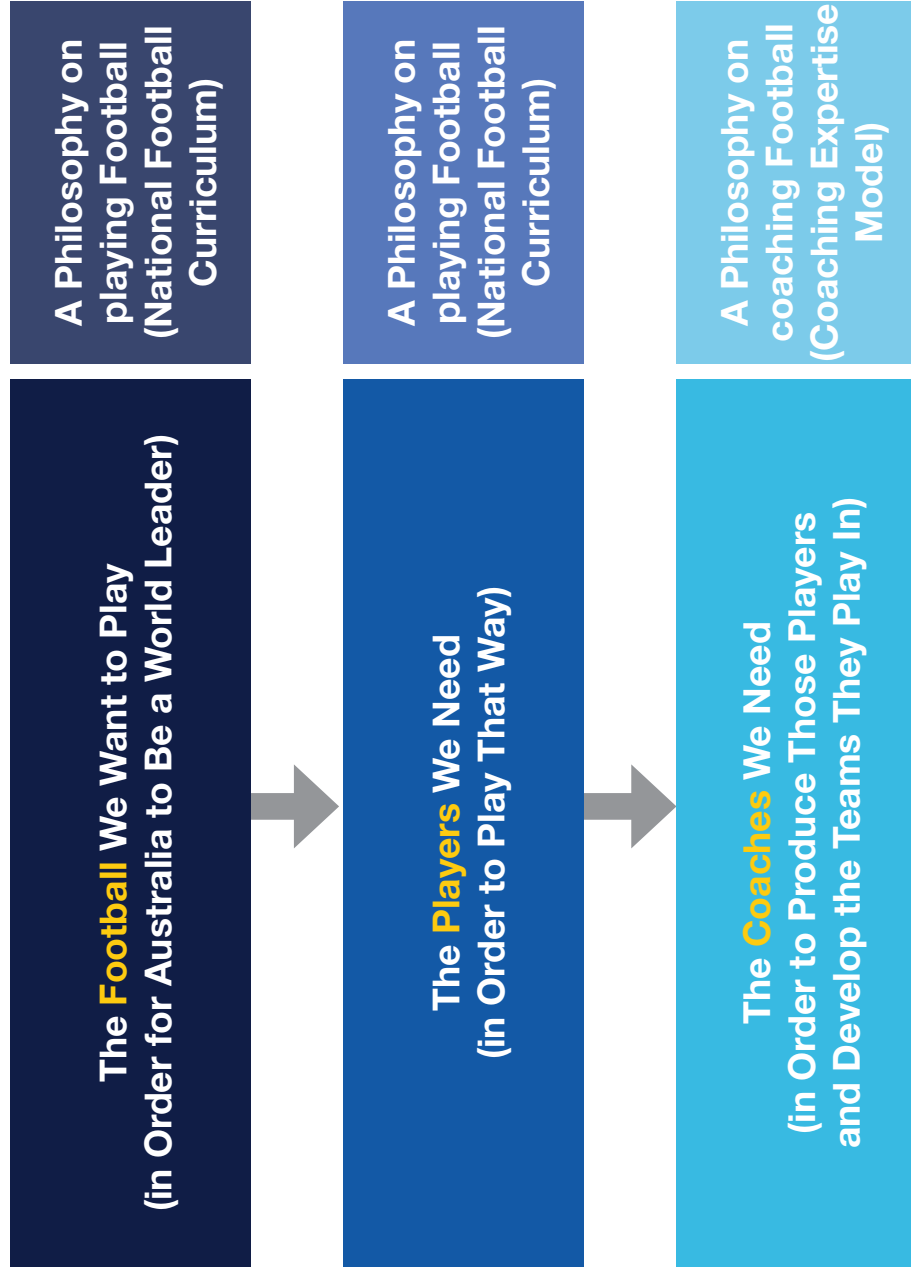 The Football We Want to Play
(in Order for Australia to Be a World Leader)
A Philosophy on
playing Football
(National Football
Curriculum)
The Players We Need
(in Order to Play That Way)
A Philosophy on
playing Football
(National Football
Curriculum)
The Coaches We Need
(in Order to Produce Those Players
and Develop the Teams They Play In)
A Philosophy on
coaching Football
(Coaching Expertise
Model)